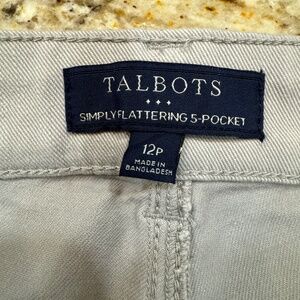 TALBOTS
SIMPLY FLATTERING 5-POCKET
12P
MADE IN
BANGLADESH